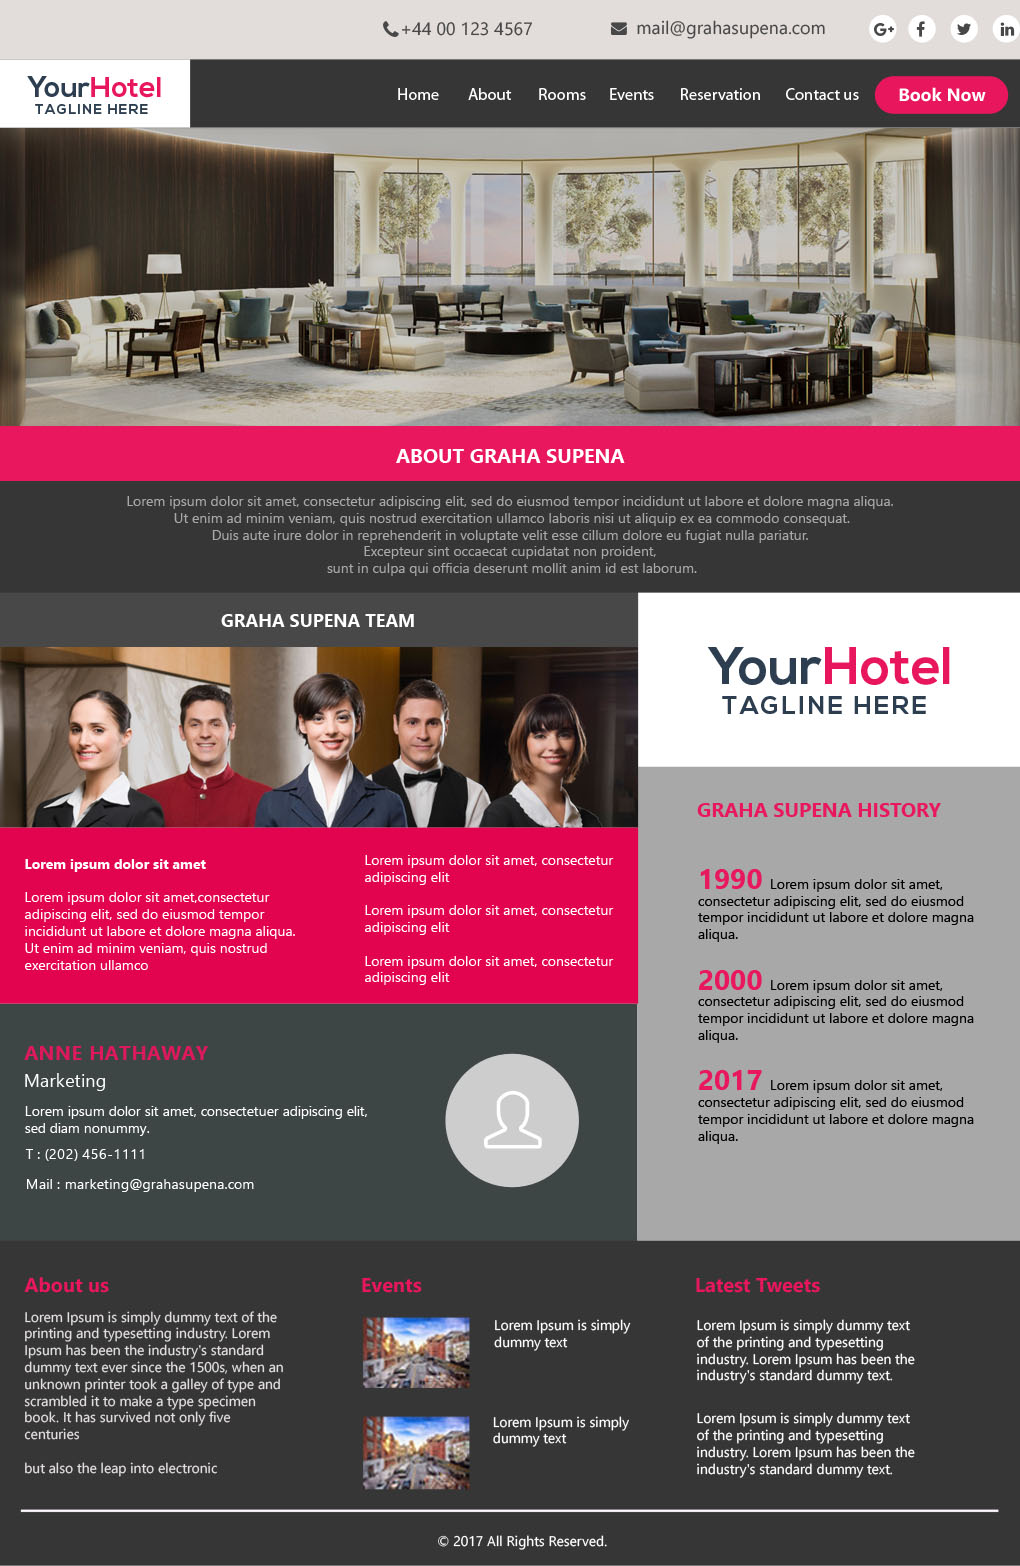 +44 00 123 4567
mail@grahasupena.com
G+ f in
YourHotel
TAGLINE HERE
Home About Rooms Events Reservation Contact us Book Now
ABOUT GRAHA SUPENA
Lorem ipsum dolor sit amet, consectetur adipiscing elit, sed do eiusmod tempor incididunt ut labore et dolore magna aliqua.
Ut enim ad minim veniam, quis nostrud exercitation ullamco laboris nisi ut aliquip ex ea commodo consequat.
Duis aute irure dolor in reprehenderit in voluptate velit esse cillum dolore eu fugiat nulla pariatur.
Excepteur sint occaecat cupidatat non proident,
sunt in culpa qui officia deserunt mollit anim id est laborum.
GRAHA SUPENA TEAM
Lorem ipsum dolor sit amet
Lorem ipsum dolor sit amet,consectetur
adipiscing elit, sed do eiusmod tempor
incididunt ut labore et dolore magna aliqua.
Ut enim ad minim veniam, quis nostrud
exercitation ullamco
Lorem ipsum dolor sit amet, consectetur
adipiscing elit
Lorem ipsum dolor sit amet, consectetur
adipiscing elit
Lorem ipsum dolor sit amet, consectetur
adipiscing elit
ANNE HATHAWAY
Marketing
Lorem ipsum dolor sit amet, consectetuer adipiscing elit,
sed diam nonummy.
T : (202) 456-1111
Mail : marketing@grahasupena.com
YourHotel
TAGLINE HERE
GRAHA SUPENA HISTORY
1990 Lorem ipsum dolor sit amet,
consectetur adipiscing elit, sed do eiusmod
tempor incididunt ut labore et dolore magna
aliqua.
2000 Lorem ipsum dolor sit amet,
consectetur adipiscing elit, sed do eiusmod
tempor incididunt ut labore et dolore magna
aliqua.
2017 Lorem ipsum dolor sit amet,
consectetur adipiscing elit, sed do eiusmod
tempor incididunt ut labore et dolore magna
aliqua.
About us
Lorem Ipsum is simply dummy text of the
printing and typesetting industry. Lorem
Ipsum has been the industry's standard
dummy text ever since the 1500s, when an
unknown printer took a galley of type and
scrambled it to make a type specimen
book. It has survived not only five
centuries
but also the leap into electronic
Events
Lorem Ipsum is simply
dummy text
Lorem Ipsum is simply
dummy text
Latest Tweets
Lorem Ipsum is simply dummy text
of the printing and typesetting
industry. Lorem Ipsum has been the
industry's standard dummy text.
Lorem Ipsum is simply dummy text
of the printing and typesetting
industry. Lorem Ipsum has been the
industry's standard dummy text.
© 2017 All Rights Reserved.